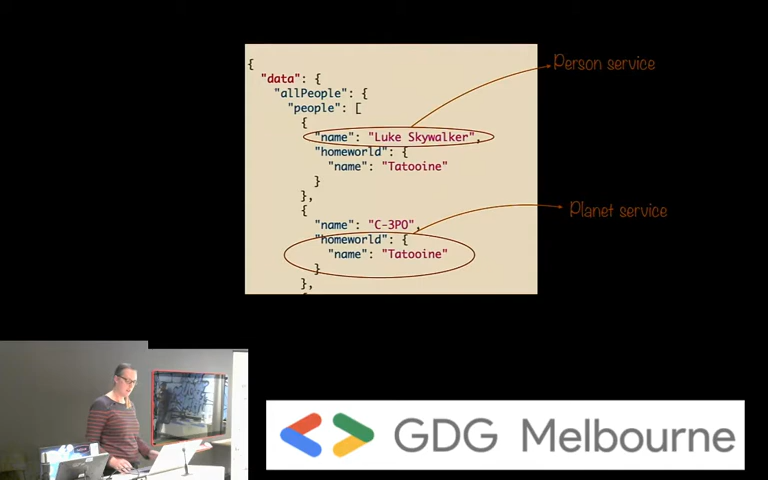 {
"data": {
"allPeople": {
"people": [
{
"name": "Luke Skywalker",
"homeworld": {
"name": "Tatooine"
}
},
{
"name": "C-3PO",
"homeworld": {
"name": "Tatooine"
}
},
Person service
Planet service
GDG Melbourne